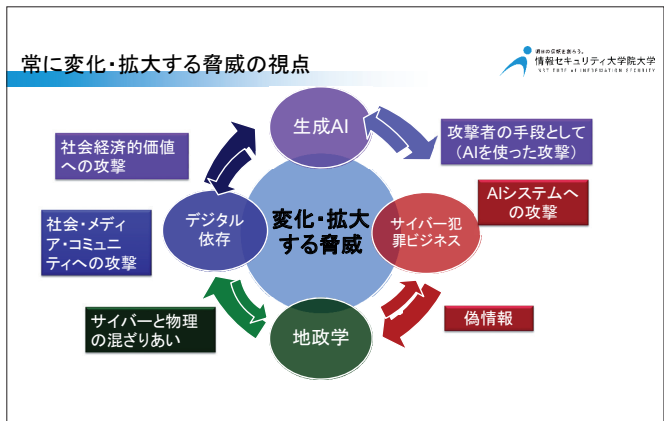 常に変化・拡大する脅威の視点
情報セキュリティ大学院大学
INSTITUTE of INFORMATION SECURITY
生成AI
社会経済的価値
への攻撃
攻撃者の手段として
(AIを使った攻撃)
AIシステムへ
の攻撃
デジタル
依存
変化・拡大
する脅威
サイバー犯
罪ビジネス
社会・メディ
ア・コミュニ
ティへの攻撃
サイバーと物理
の混ざりあい
地政学
偽情報